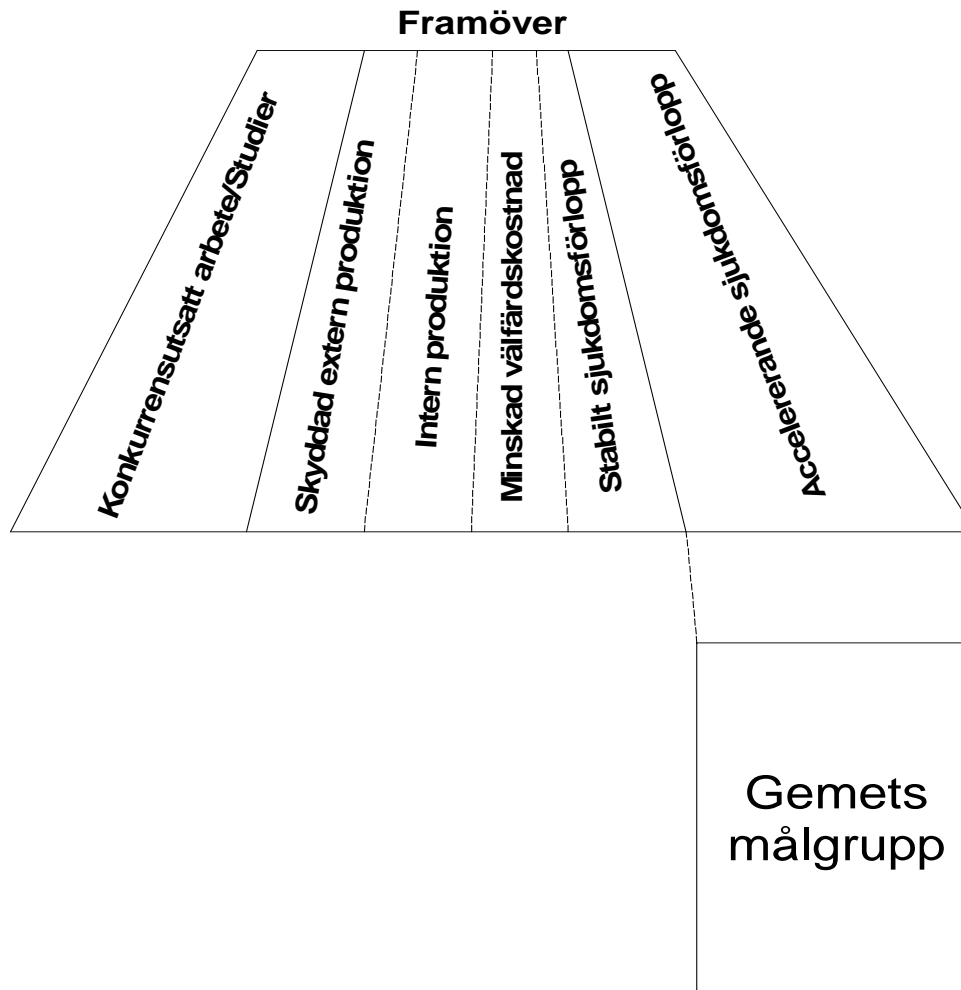 Framöver
Konkurrensutsatt arbete/Studier
Skyddad extern produktion
Intern produktion
Minskad välfärdskostnad
Stabilt sjukdomsförlopp
Accelererande sjukdomsförlopp
Gemets
målgrupp